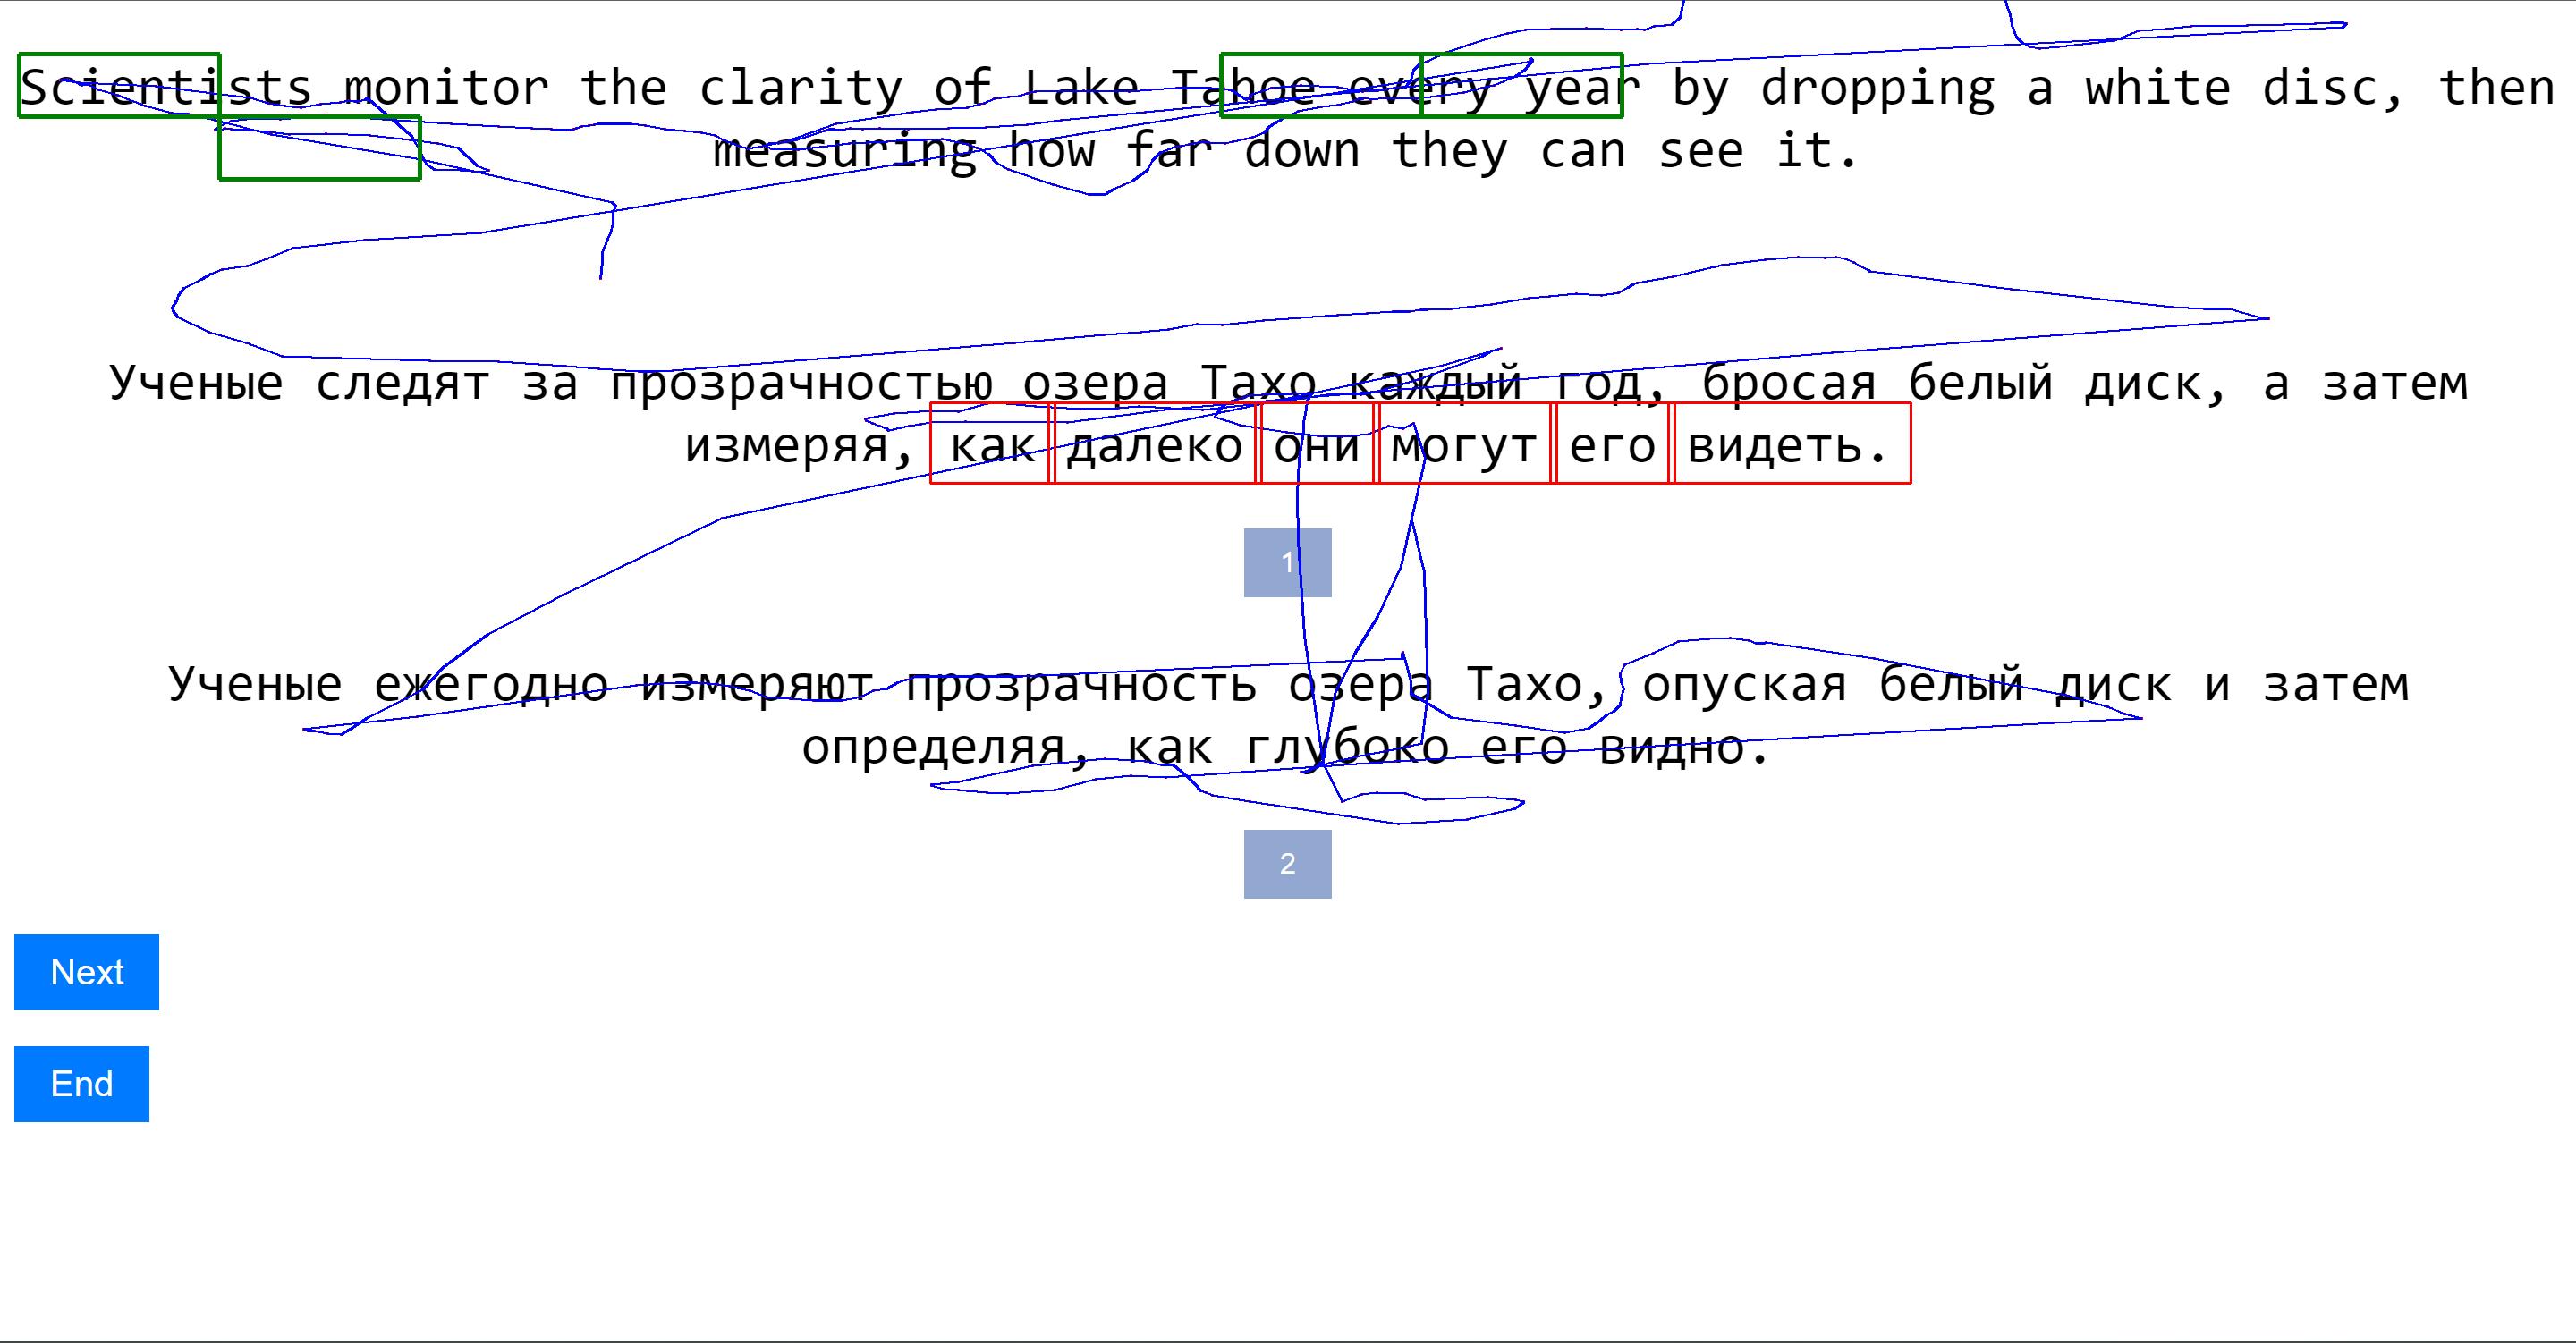 Scientists monitor the clarity of Lake Tahoe every year by dropping a white disc, then
measuring how far down they can see it.
Ученые следят за прозрачностью озера Тахо каждый год, бросая белый диск, а затем
измеряя, как далеко они могут его видеть.
1
Ученые ежегодно измеряют прозрачность озера Тахо, опуская белый диск и затем
определяя, как глубоко его видно.
2
Next
End